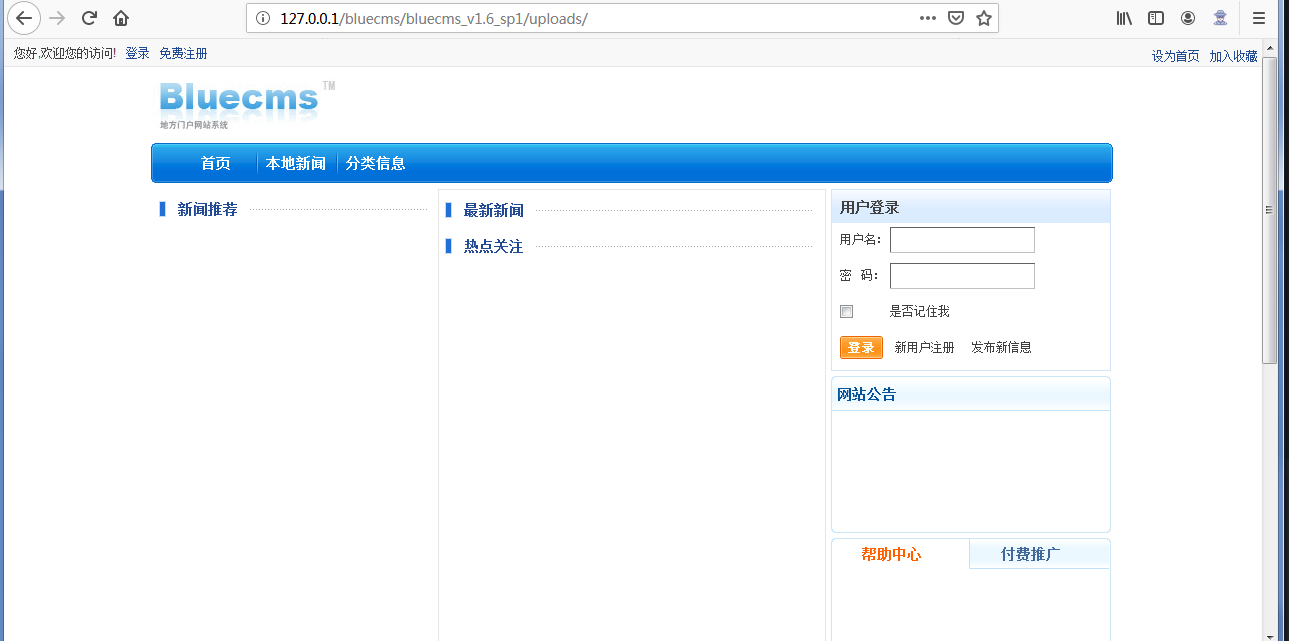 127.0.0.1/bluecms/bluecms_v1.6_sp1/uploads/
您好,欢迎您的访问! 登录 免费注册
设为首页 加入收藏
Bluecms TM
地方门户网站系统
首页 本地新闻 分类信息
新闻推荐
最新新闻
热点关注
用户登录
用户名:
密 码:
是否记住我
登录 新用户注册 发布新信息
网站公告
帮助中心 付费推广